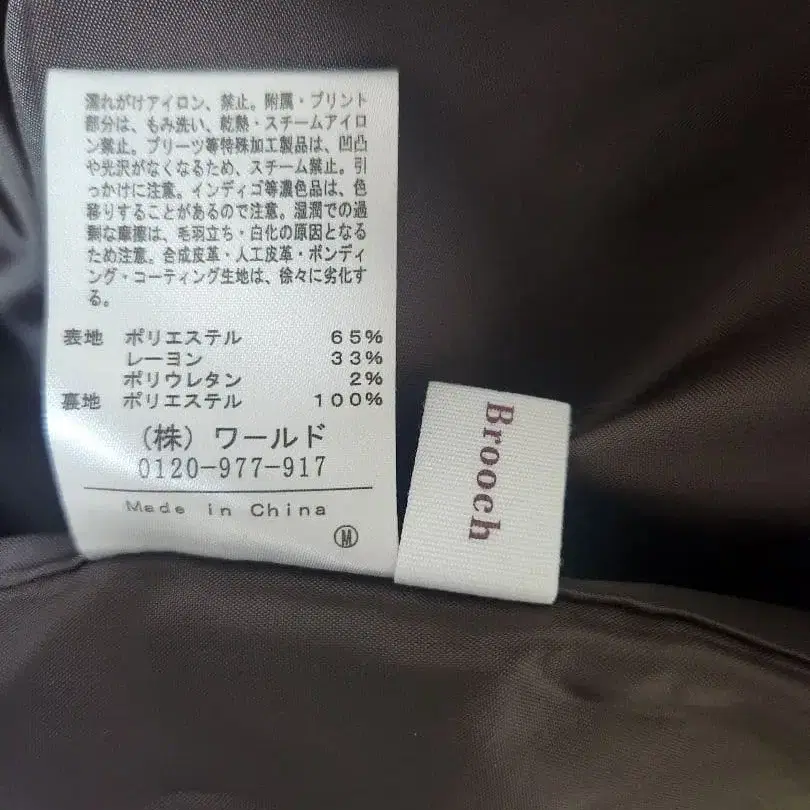 濡れがけアイロン、禁止。附属・プリント
部分は、もみ洗い、乾熱・スチームアイロ
ン禁止。プリーツ等特殊加工製品は、凹凸
や光沢がなくなるため、スチーム禁止。引
っかけに注意。インディゴ等濃色品は、色
移りすることがあるので注意。湿潤での過
剰な摩擦は、毛羽立ち・白化の原因となる
ため注意。合成皮革・人工皮革・ボンディ
ング・コーティング生地は、徐々に劣化す
る。
表地 ポリエステル 65%
レーヨン 33%
ポリウレタン 2%
裏地 ポリエステル 100%
(株)ワールド
0120-977-917
Made in China
Ⓜ
Brooch